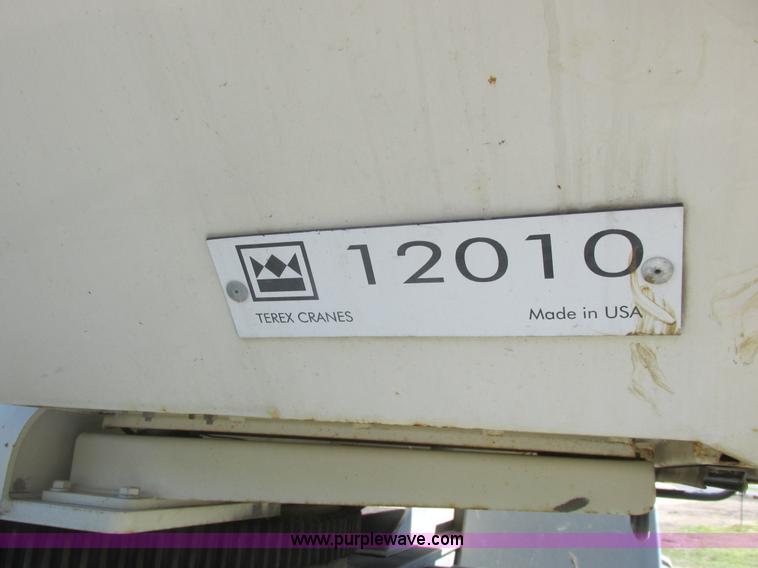 12010
TEREX CRANES
Made in USA
www.purplewave.com